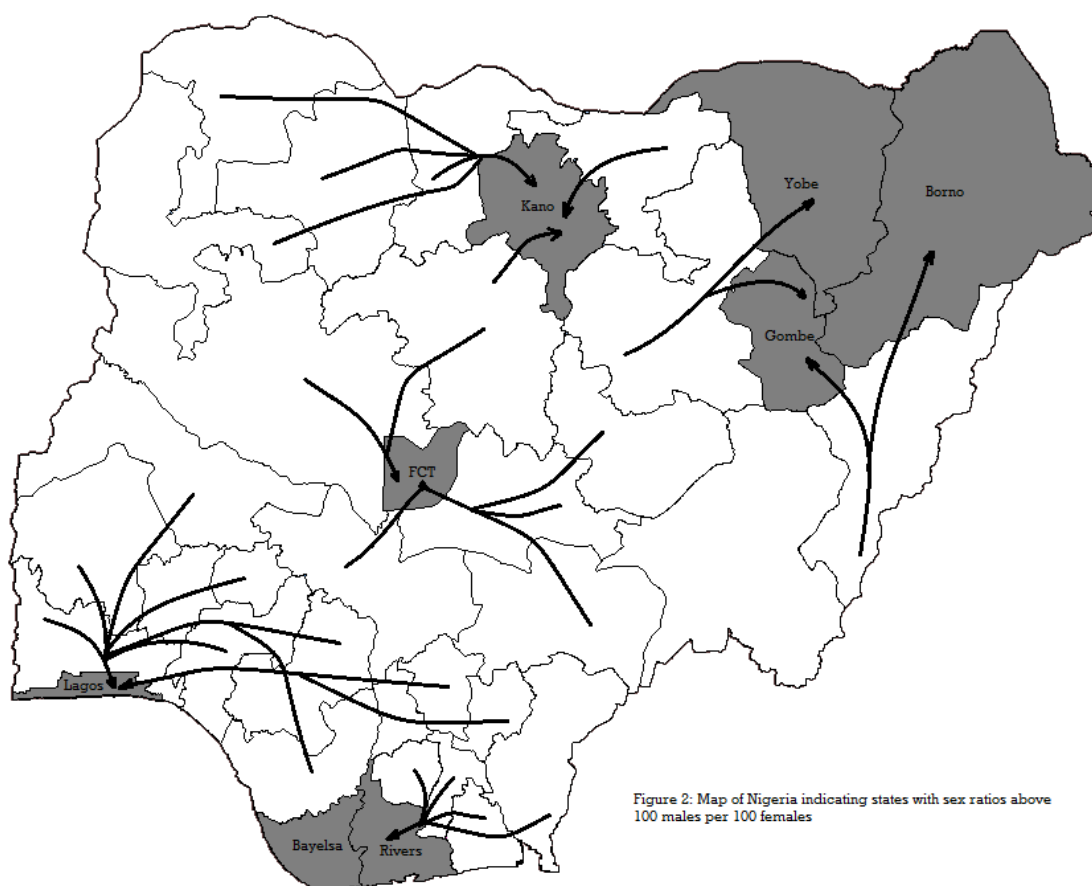 Yobe
Borno
Kano
Gombe
FCT
Lagos
Figure 2: Map of Nigeria indicating states with sex ratios above
100 males per 100 females
Bayelsa
Rivers